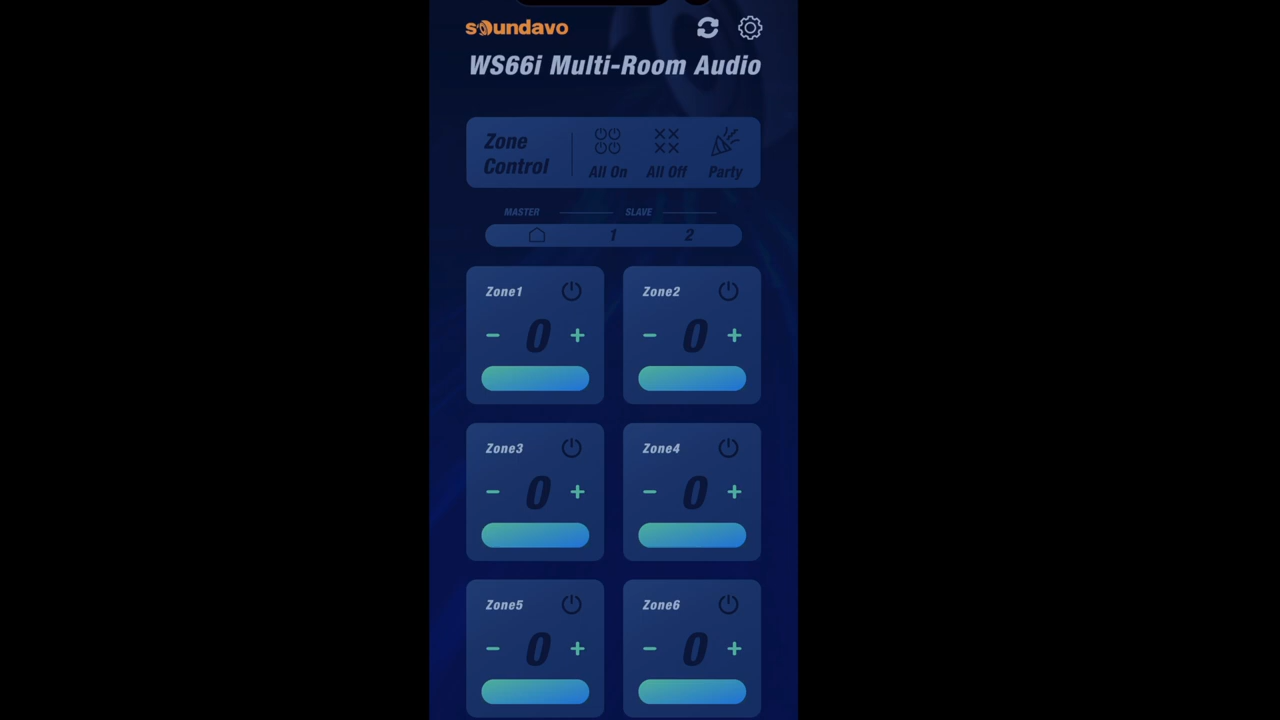 soundavo
WS66i Multi-Room Audio
Zone
Control
All On All Off Party
MASTER SLAVE
1 2
Zone1 Zone2
- 0 + - 0 +
Zone3 Zone4
- 0 + - 0 +
Zone5 Zone6
- 0 + - 0 +